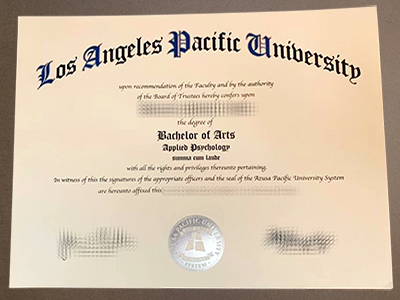 Los Angeles Pacific University
upon recommendation of the Faculty and by the authority
of the Board of Trustees hereby confers upon
the degree of
Bachelor of Arts
Applied Psychology
summa cum laude
with all the rights and privileges thereunto pertaining.
In witness of this the signatures of the appropriate officers and the seal of the Azusa Pacific University System
are hereunto affixed this
PACIFIC UNIVERSITY
SYSTEM